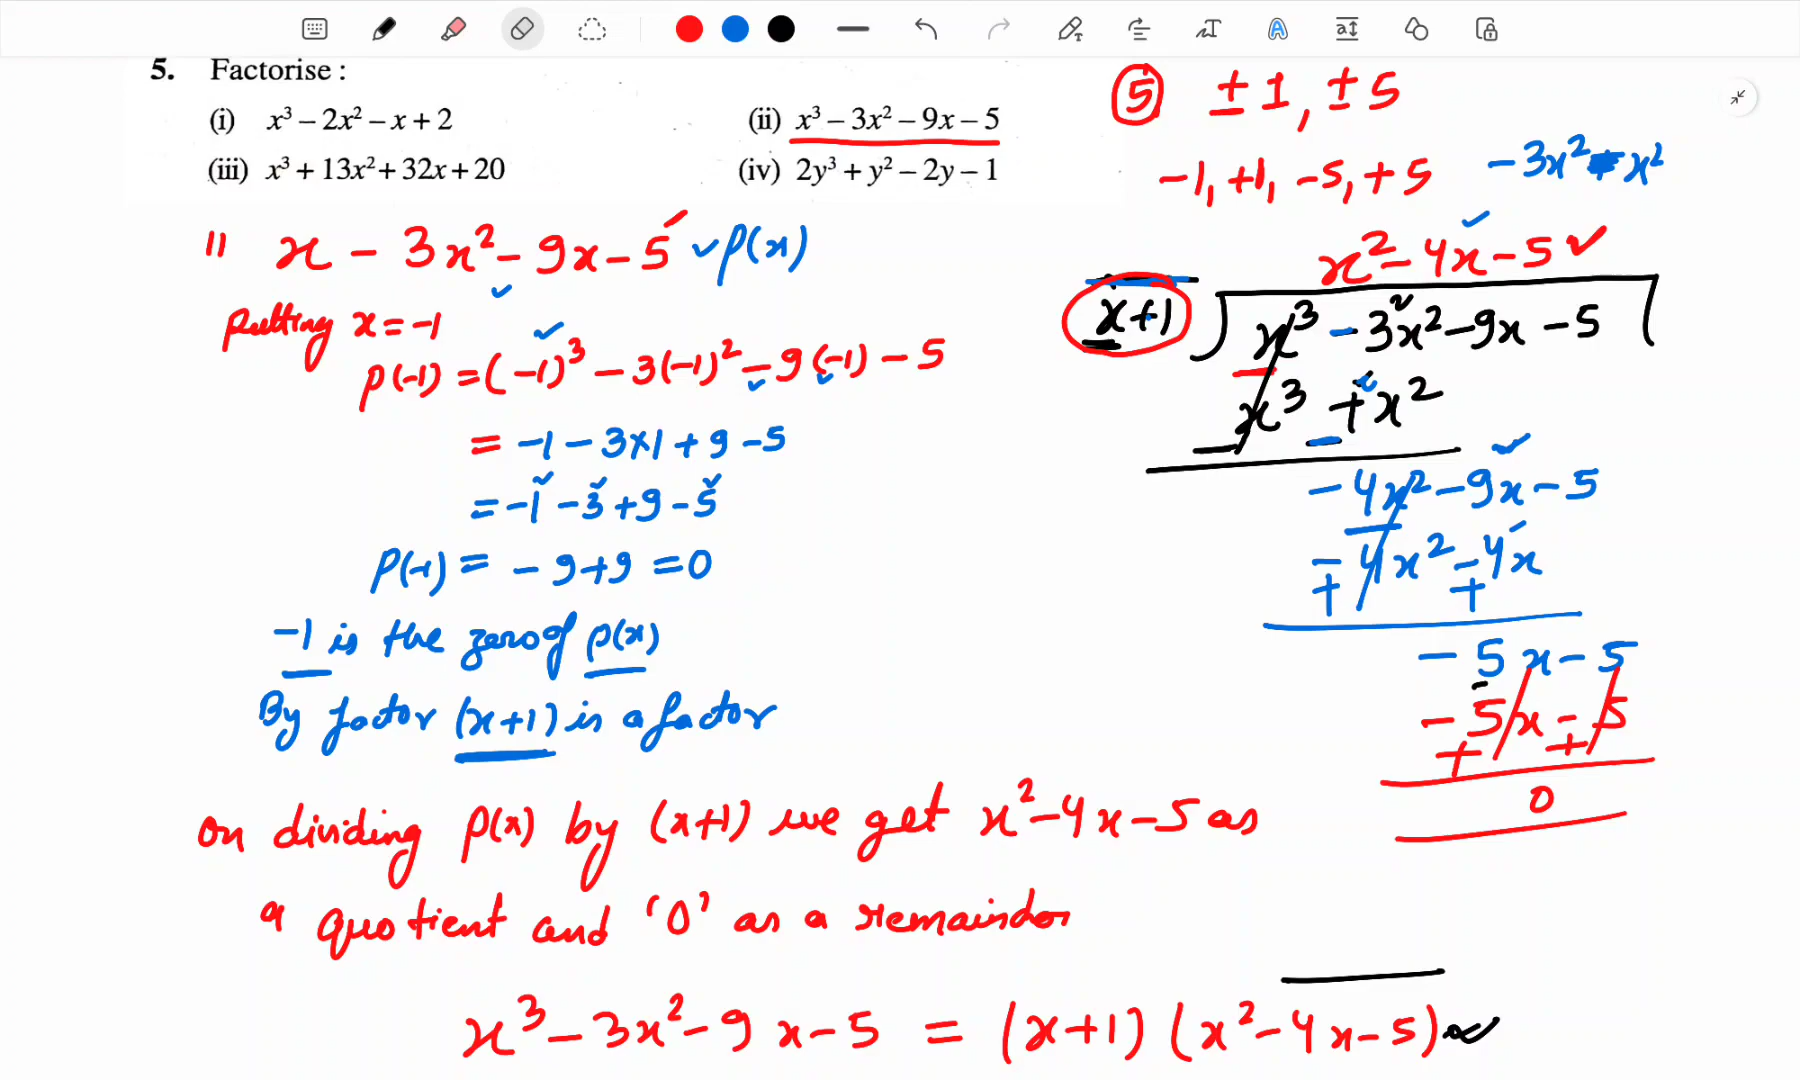 5. Factorise :
(i) x³ – 2x² – x + 2
(ii) x³ – 3x² – 9x – 5
(iii) x³ + 13x² + 32x + 20
(iv) 2y³ + y² – 2y – 1
11 x - 3x² - 9x - 5 ✓ p(x)
putting x = -1
p(-1) = (-1)³ - 3(-1)² - 9(-1) - 5
= -1 - 3×1 + 9 - 5
= -1 - 3 + 9 - 5
P(-1) = - 9 + 9 = 0
-1 is the zero of p(x)
By factor (x+1) is a factor
on dividing p(x) by (x+1) we get x² - 4x - 5 as
a quotient and '0' as a remainder
x³ - 3x² - 9x - 5 = (x+1) (x² - 4x - 5)
5 ±1, ±5
-1, +1, -5, +5
-3x² x²
x² - 4x - 5 ✓
x+1 ) x³ - 3x² - 9x - 5 (
x³ + x²
- -
- 4x² - 9x - 5
- 4x² - 4x
+ +
- 5x - 5
- 5x - 5
+ +
0